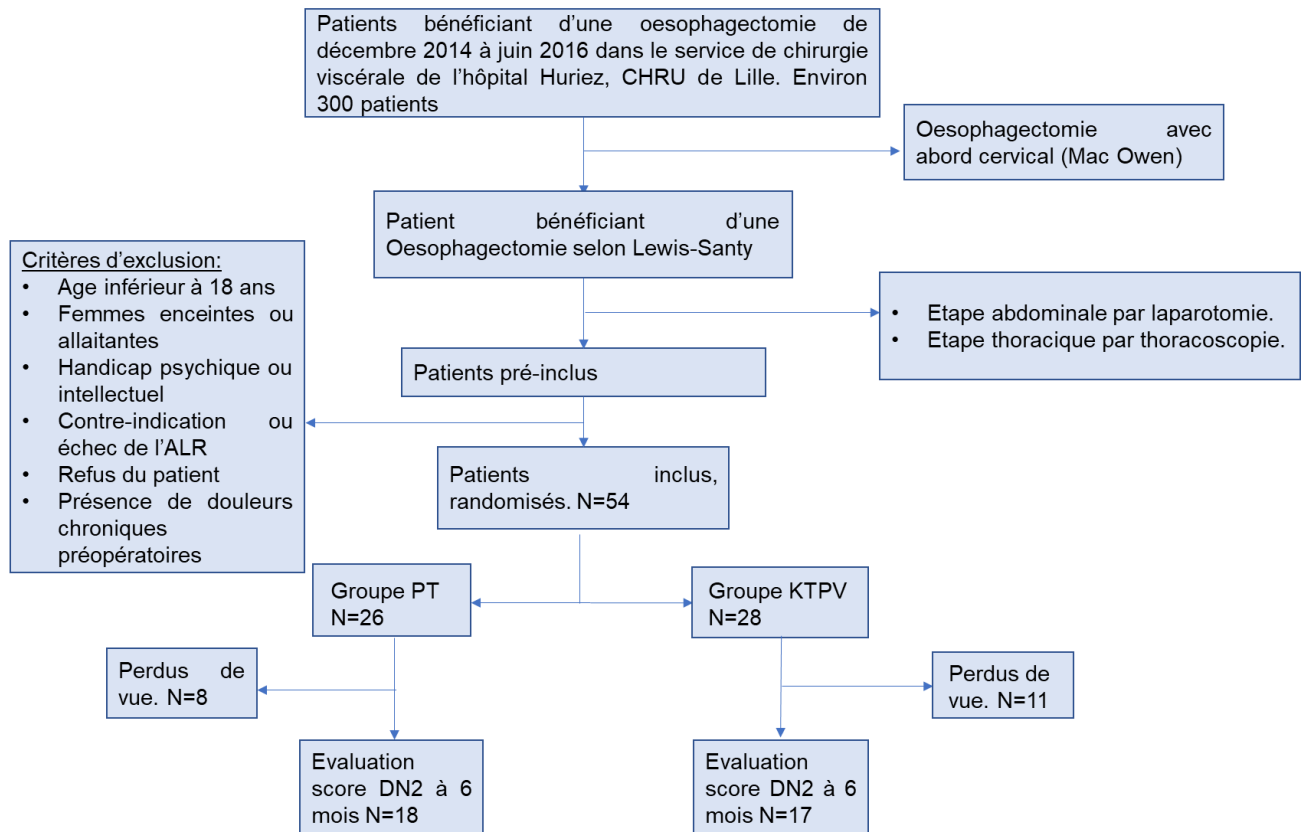 Patients bénéficiant d'une oesophagectomie de
décembre 2014 à juin 2016 dans le service de chirurgie
viscérale de l'hôpital Huriez, CHRU de Lille. Environ
300 patients
Oesophagectomie avec
abord cervical (Mac Owen)
Patient bénéficiant d'une
Oesophagectomie selon Lewis-Santy
Critères d'exclusion:
• Age inférieur à 18 ans
• Femmes enceintes ou
allaitantes
• Handicap psychique ou
intellectuel
• Contre-indication ou
échec de l'ALR
• Refus du patient
• Présence de douleurs
chroniques
préopératoires
• Etape abdominale par laparotomie.
• Etape thoracique par thoracoscopie.
Patients pré-inclus
Patients inclus,
randomisés. N=54
Groupe PT
N=26
Groupe KTPV
N=28
Perdus de
vue. N=8
Perdus de
vue. N=11
Evaluation
score DN2 à 6
mois N=18
Evaluation
score DN2 à 6
mois N=17